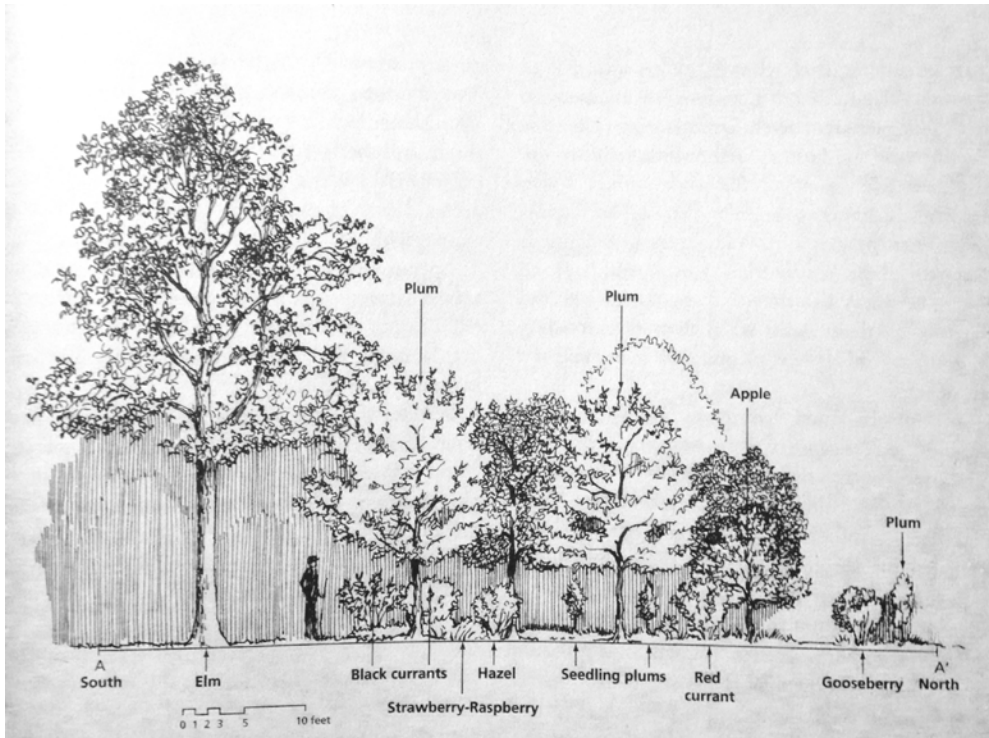 Plum
Plum
Apple
Plum
A
A'
South
Elm
Black currants
Hazel
Seedling plums
Red
currant
Gooseberry
North
Strawberry-Raspberry
0 1 2 3 5 10 feet